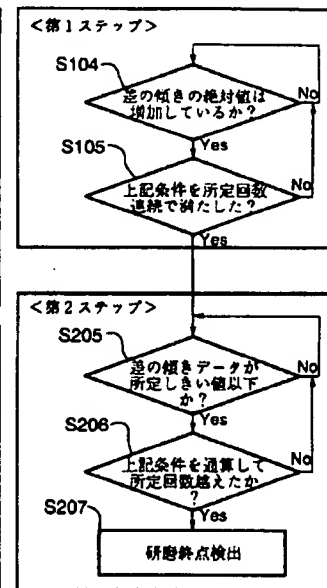 <第1ステップ>
S104
差の傾きの絶対値は
増加しているか?
No
Yes
S105
上記条件を所定回数
連続で満たした?
No
Yes
<第2ステップ>
S205
差の傾きデータが
所定しきい値以下
か?
No
Yes
S206
上記条件を通算して
所定回数越えたか
?
No
Yes
S207
研磨終点検出